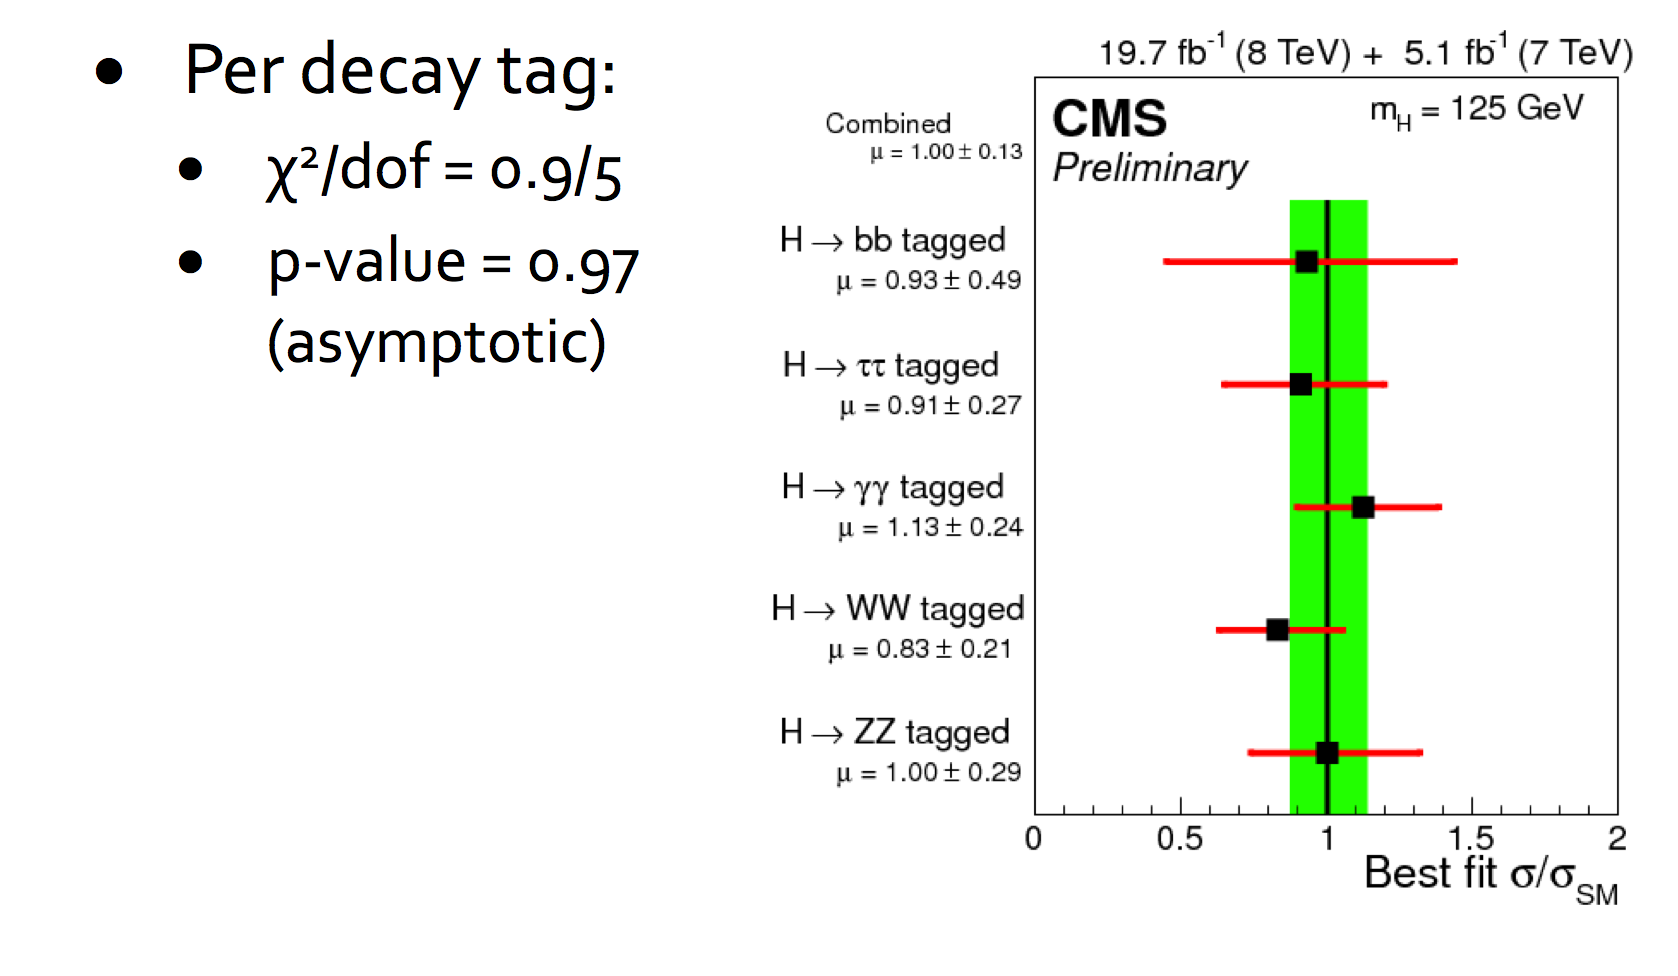 • Per decay tag:
• χ²/dof = 0.9/5
• p-value = 0.97
(asymptotic)
19.7 fb⁻¹ (8 TeV) + 5.1 fb⁻¹ (7 TeV)
CMS
Preliminary
m_H = 125 GeV
Combined
μ = 1.00 ± 0.13
H → bb tagged
μ = 0.93 ± 0.49
H → ττ tagged
μ = 0.91 ± 0.27
H → γγ tagged
μ = 1.13 ± 0.24
H → WW tagged
μ = 0.83 ± 0.21
H → ZZ tagged
μ = 1.00 ± 0.29
0 0.5 1 1.5 2
Best fit σ/σ_SM